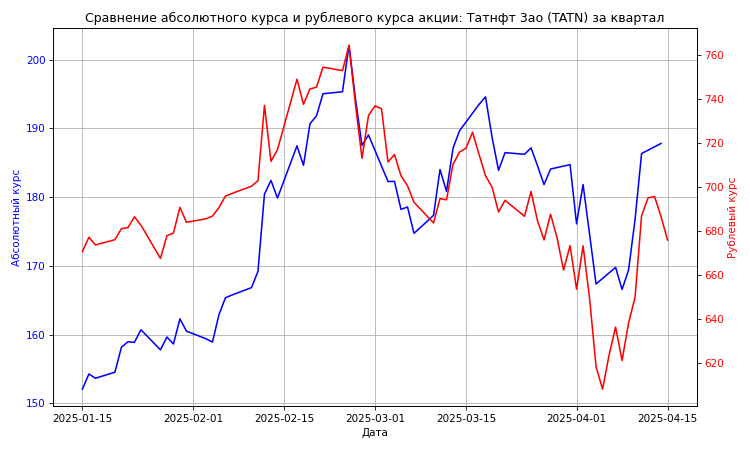 Сравнение абсолютного курса и рублевого курса акции: Татнфт 3ао (TATN) за квартал
200
190
180
170
160
150
Абсолютный курс
760
740
720
700
680
660
640
620
Рублевый курс
2025-01-15 2025-02-01 2025-02-15 2025-03-01 2025-03-15 2025-04-01 2025-04-15
Дата